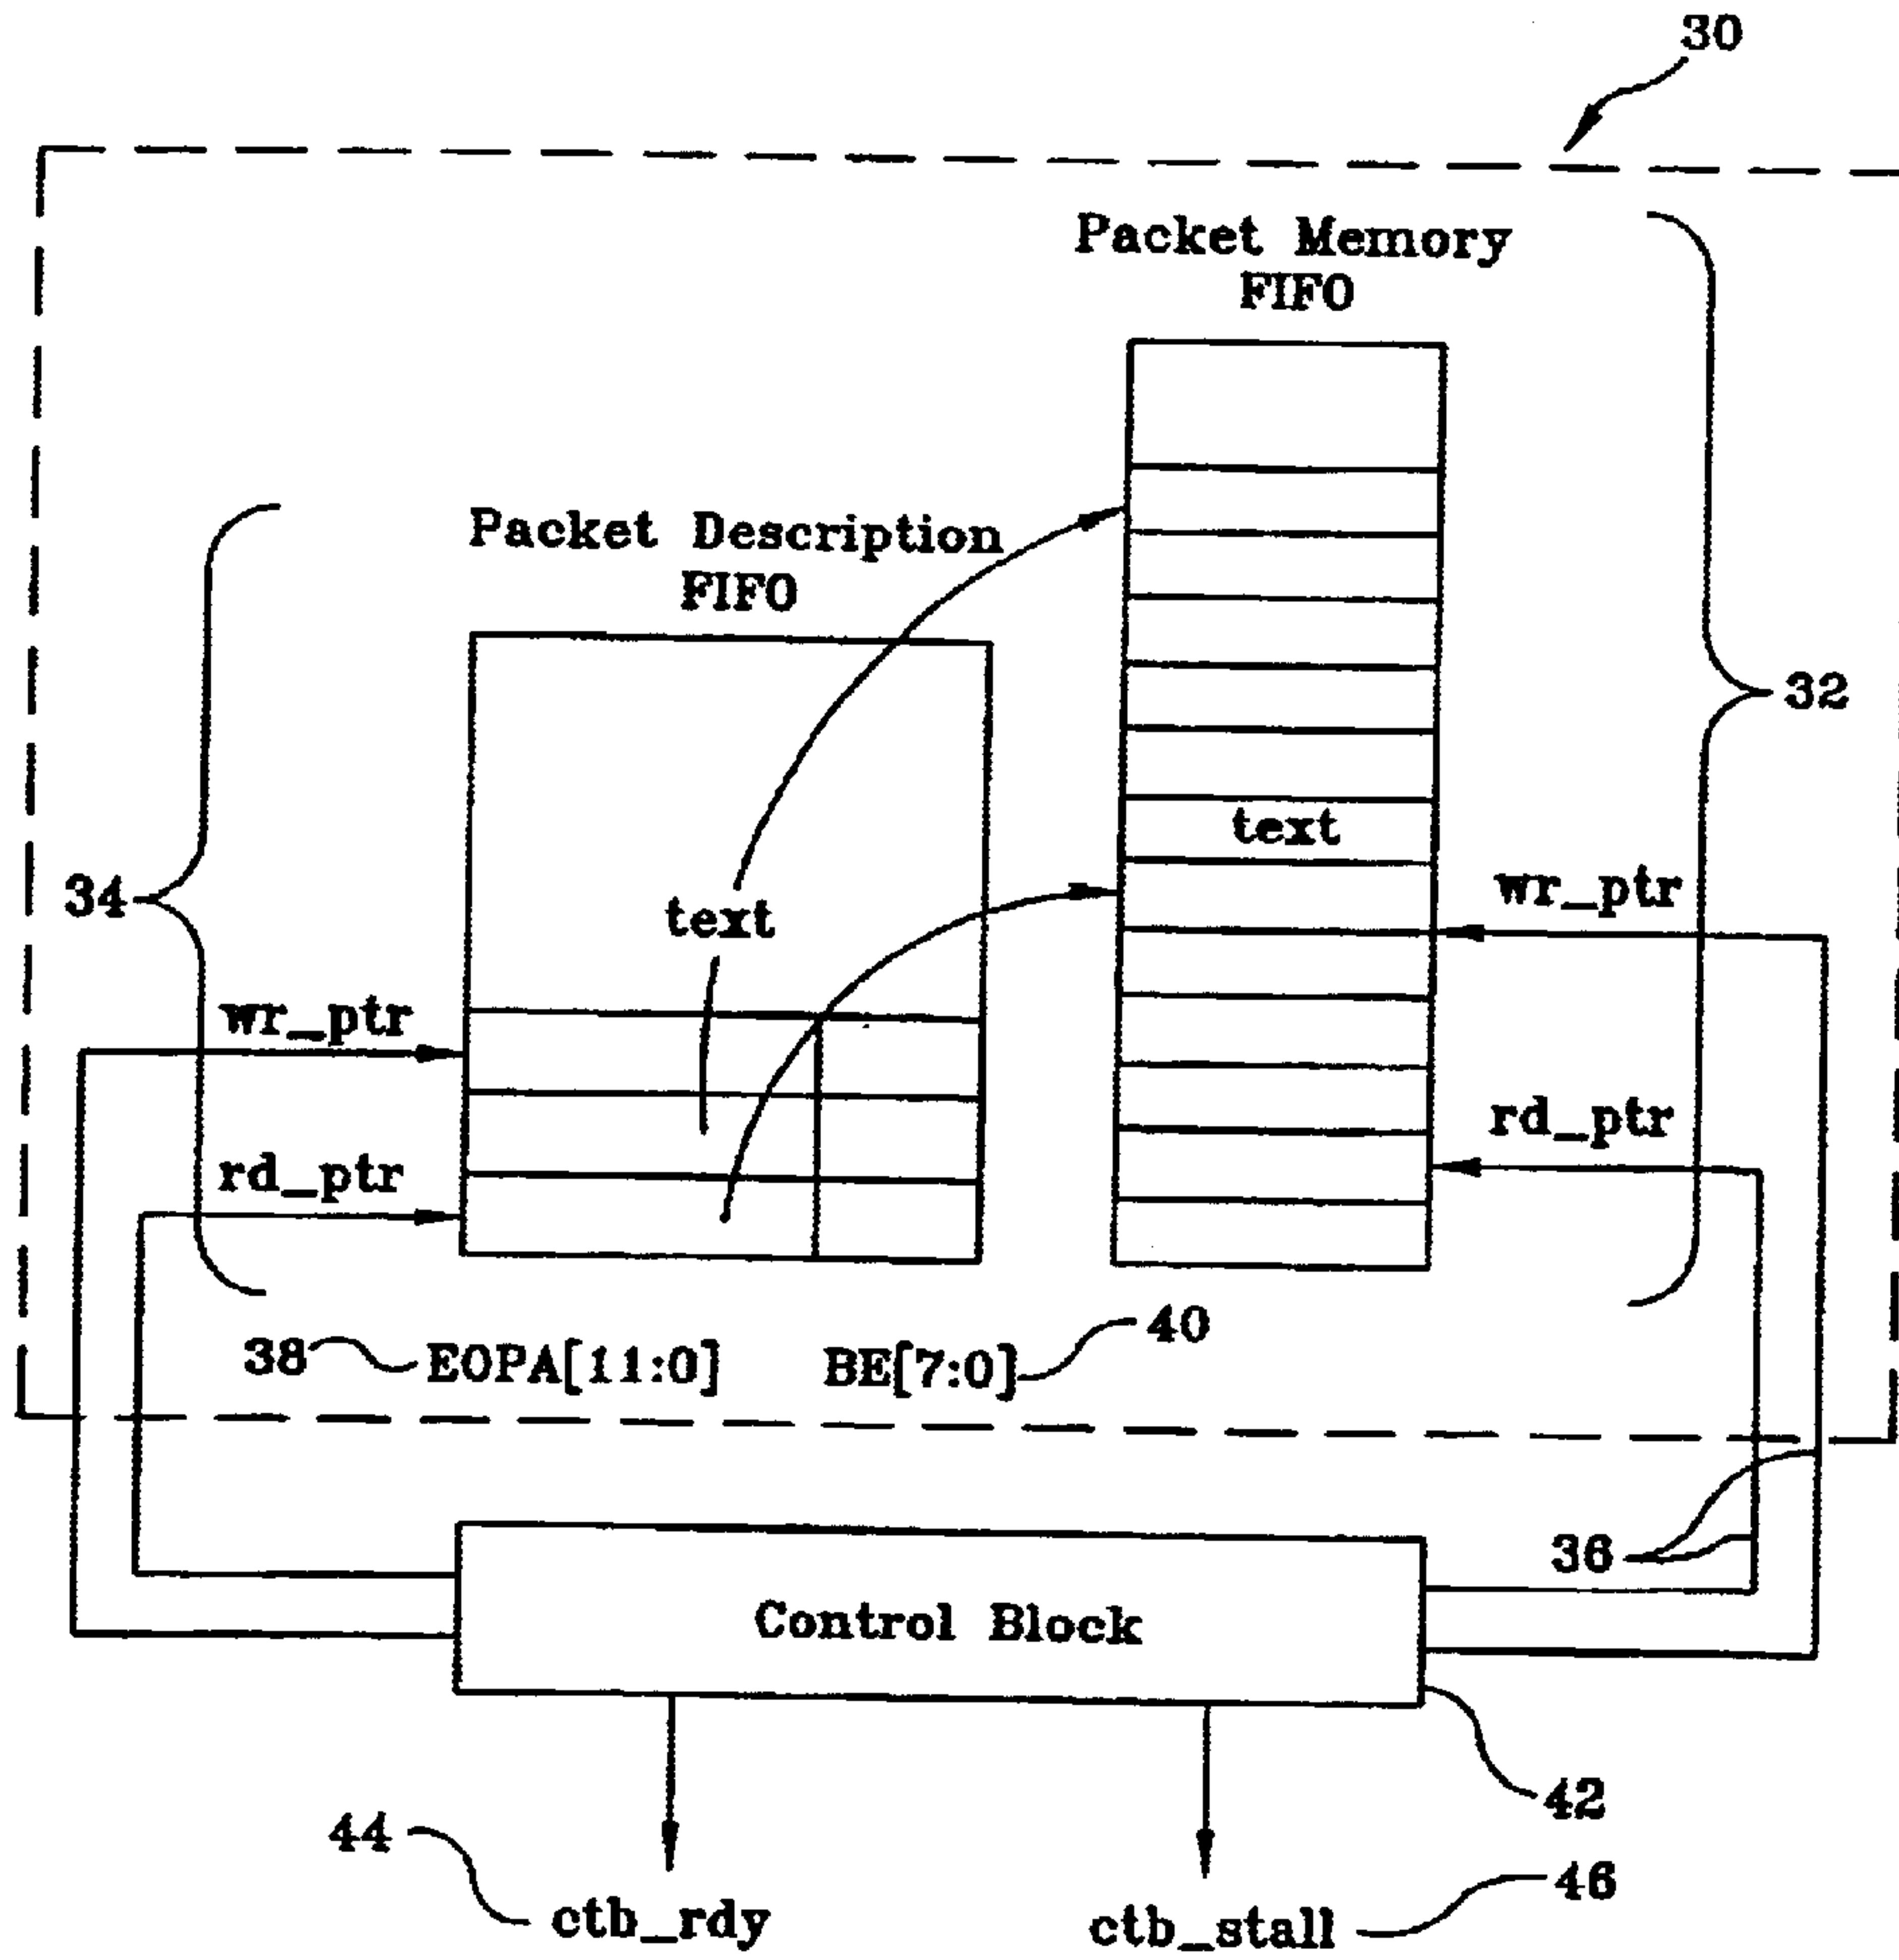 30
Packet Memory
FIFO
Packet Description
FIFO
32
text
34
text
wr_ptr
wr_ptr
rd_ptr
rd_ptr
38 EOPA[11:0] BE[7:0] 40
36
Control Block
42
44
46
ctb_rdy
ctb_stall